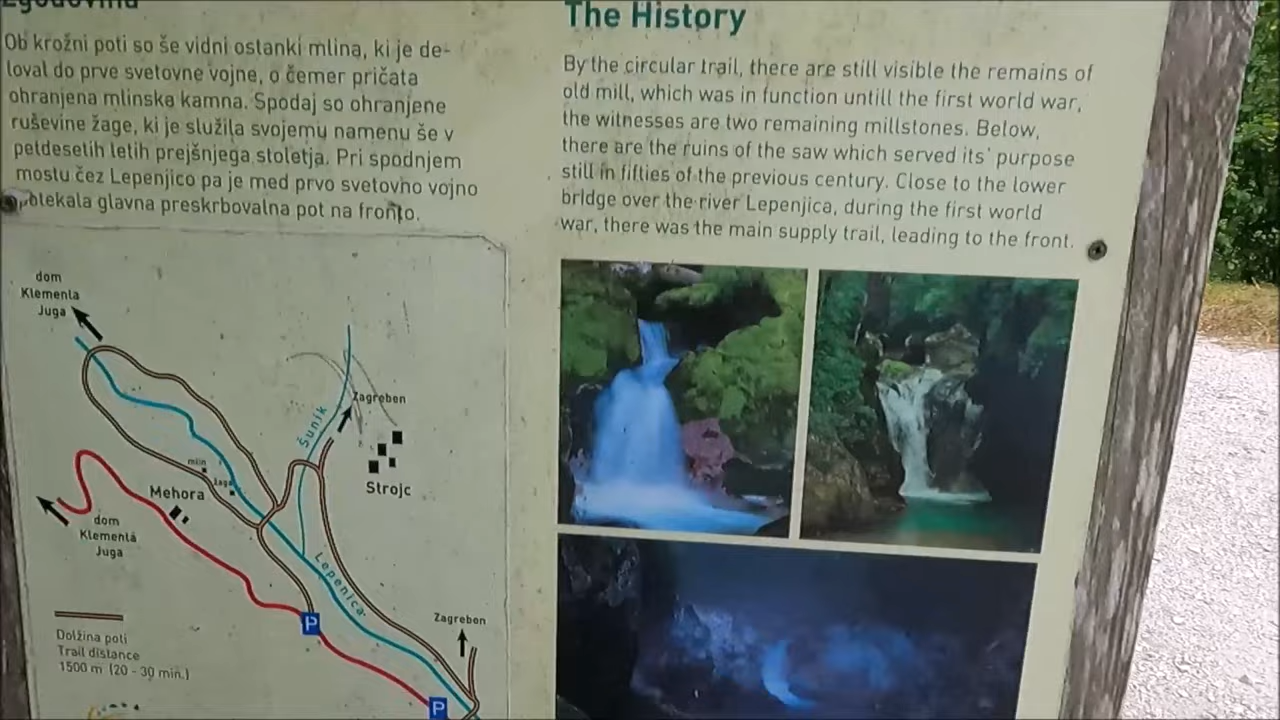 Zgodovina
Ob krožni poti so še vidni ostanki mlina, ki je de-
loval do prve svetovne vojne, o čemer pričata
ohranjena mlinska kamna. Spodaj so ohranjene
ruševine žage, ki je služila svojemu namenu še v
petdesetih letih prejšnjega stoletja. Pri spodnjem
mostu čez Lepenjico pa je med prvo svetovno vojno
potekala glavna preskrbovalna pot na fronto.
The History
By the circular trail, there are still visible the remains of
old mill, which was in function untill the first world war,
the witnesses are two remaining millstones. Below,
there are the ruins of the saw which served its' purpose
still in fifties of the previous century. Close to the lower
bridge over the river Lepenjica, during the first world
war, there was the main supply trail, leading to the front.
dom
Klementa
Juga
Zagreben
Šunik
Strojc
mlin
žaga
Mehora
dom
Klementa
Juga
Lepenica
P
Zagreben
P
Dolžina poti
Trail distance
1500 m (20 - 30 min.)